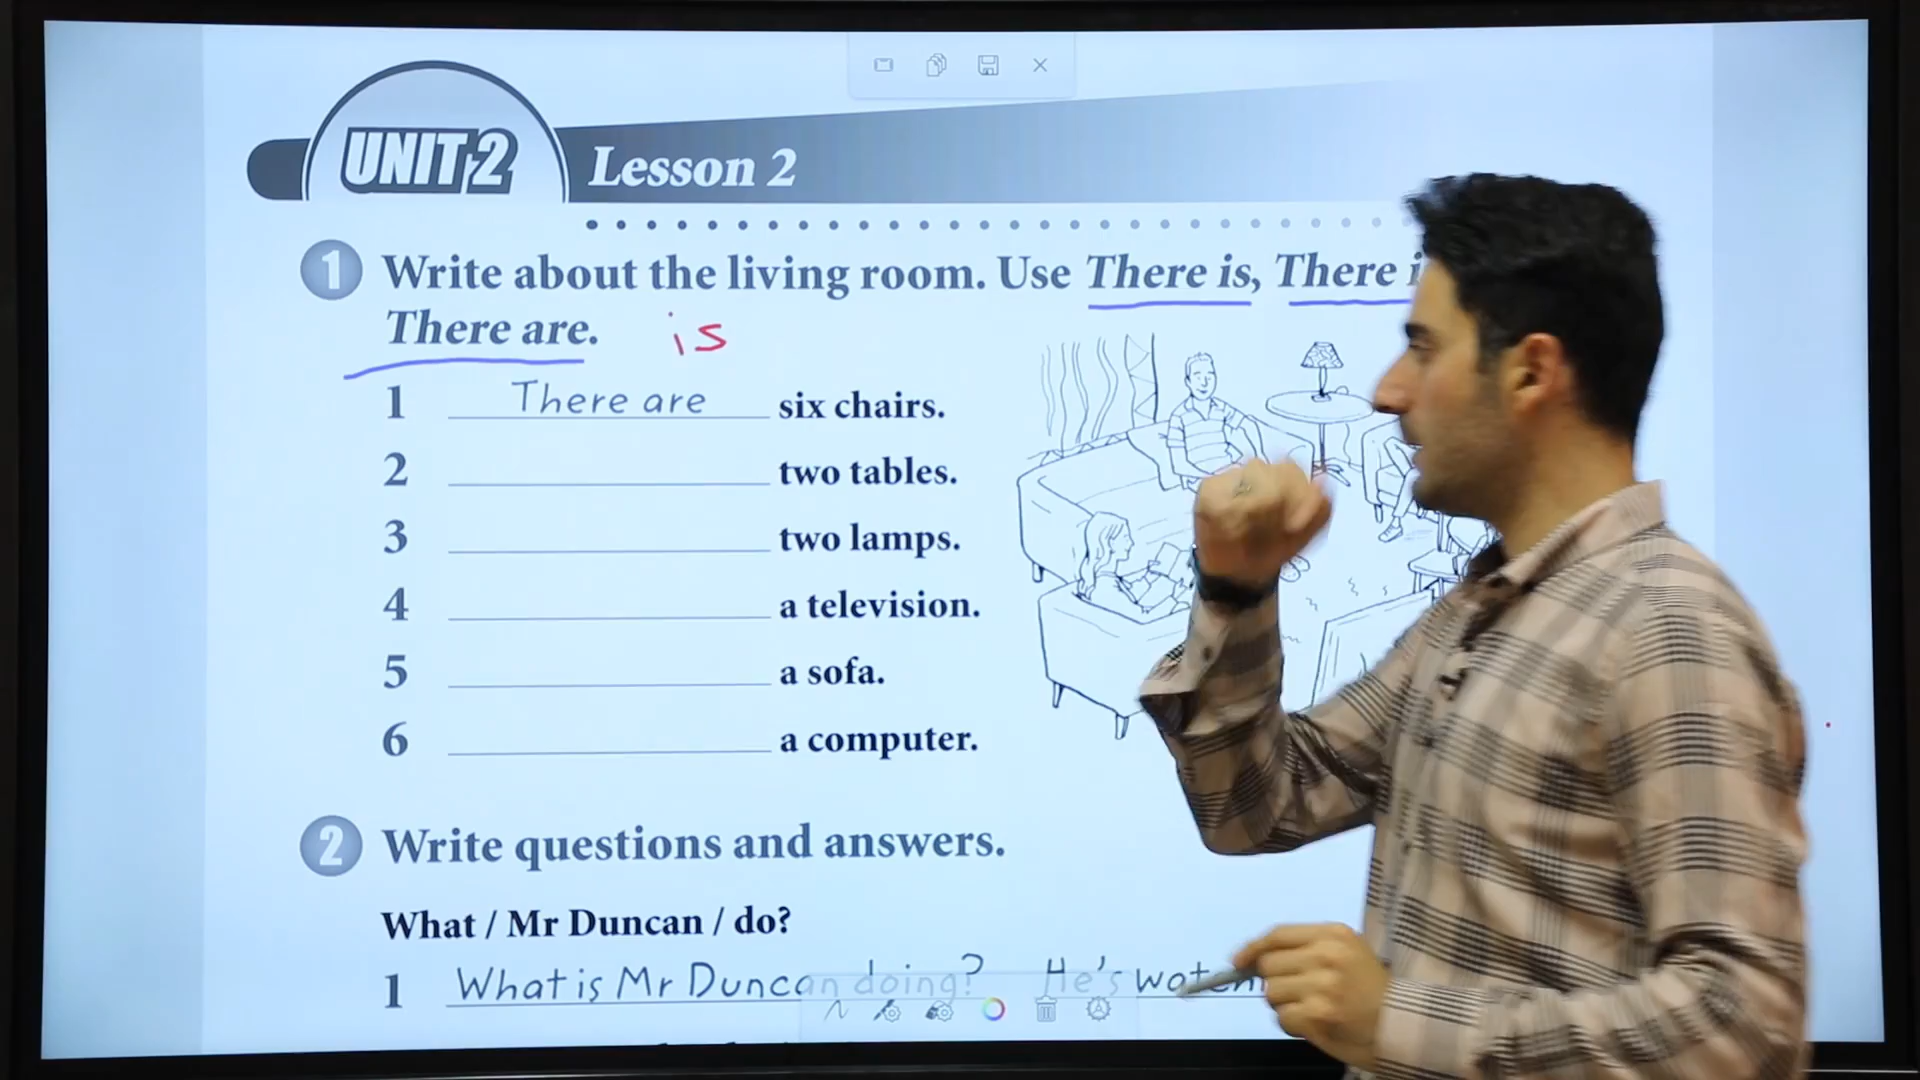 UNIT 2
Lesson 2
1 Write about the living room. Use There is, There i
There are. is
1 There are six chairs.
2 two tables.
3 two lamps.
4 a television.
5 a sofa.
6 a computer.
2 Write questions and answers.
What / Mr Duncan / do?
1 What is Mr Duncan doing? He's